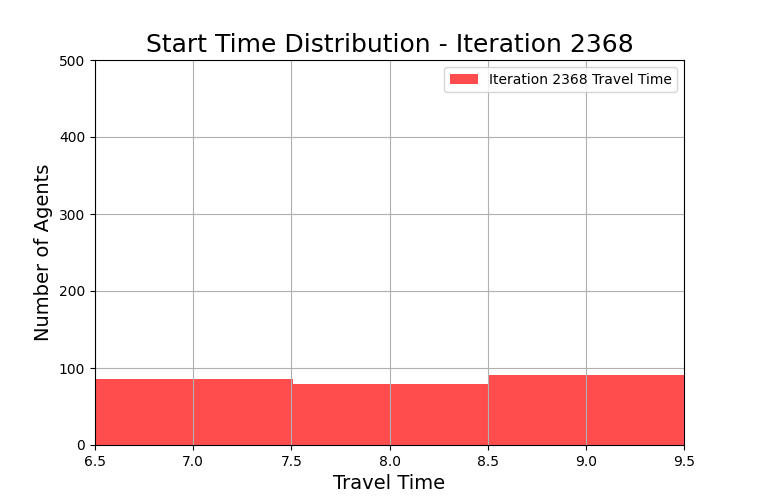 Start Time Distribution - Iteration 2368
500
400
300
200
100
0
Number of Agents
Iteration 2368 Travel Time
6.5 7.0 7.5 8.0 8.5 9.0 9.5
Travel Time